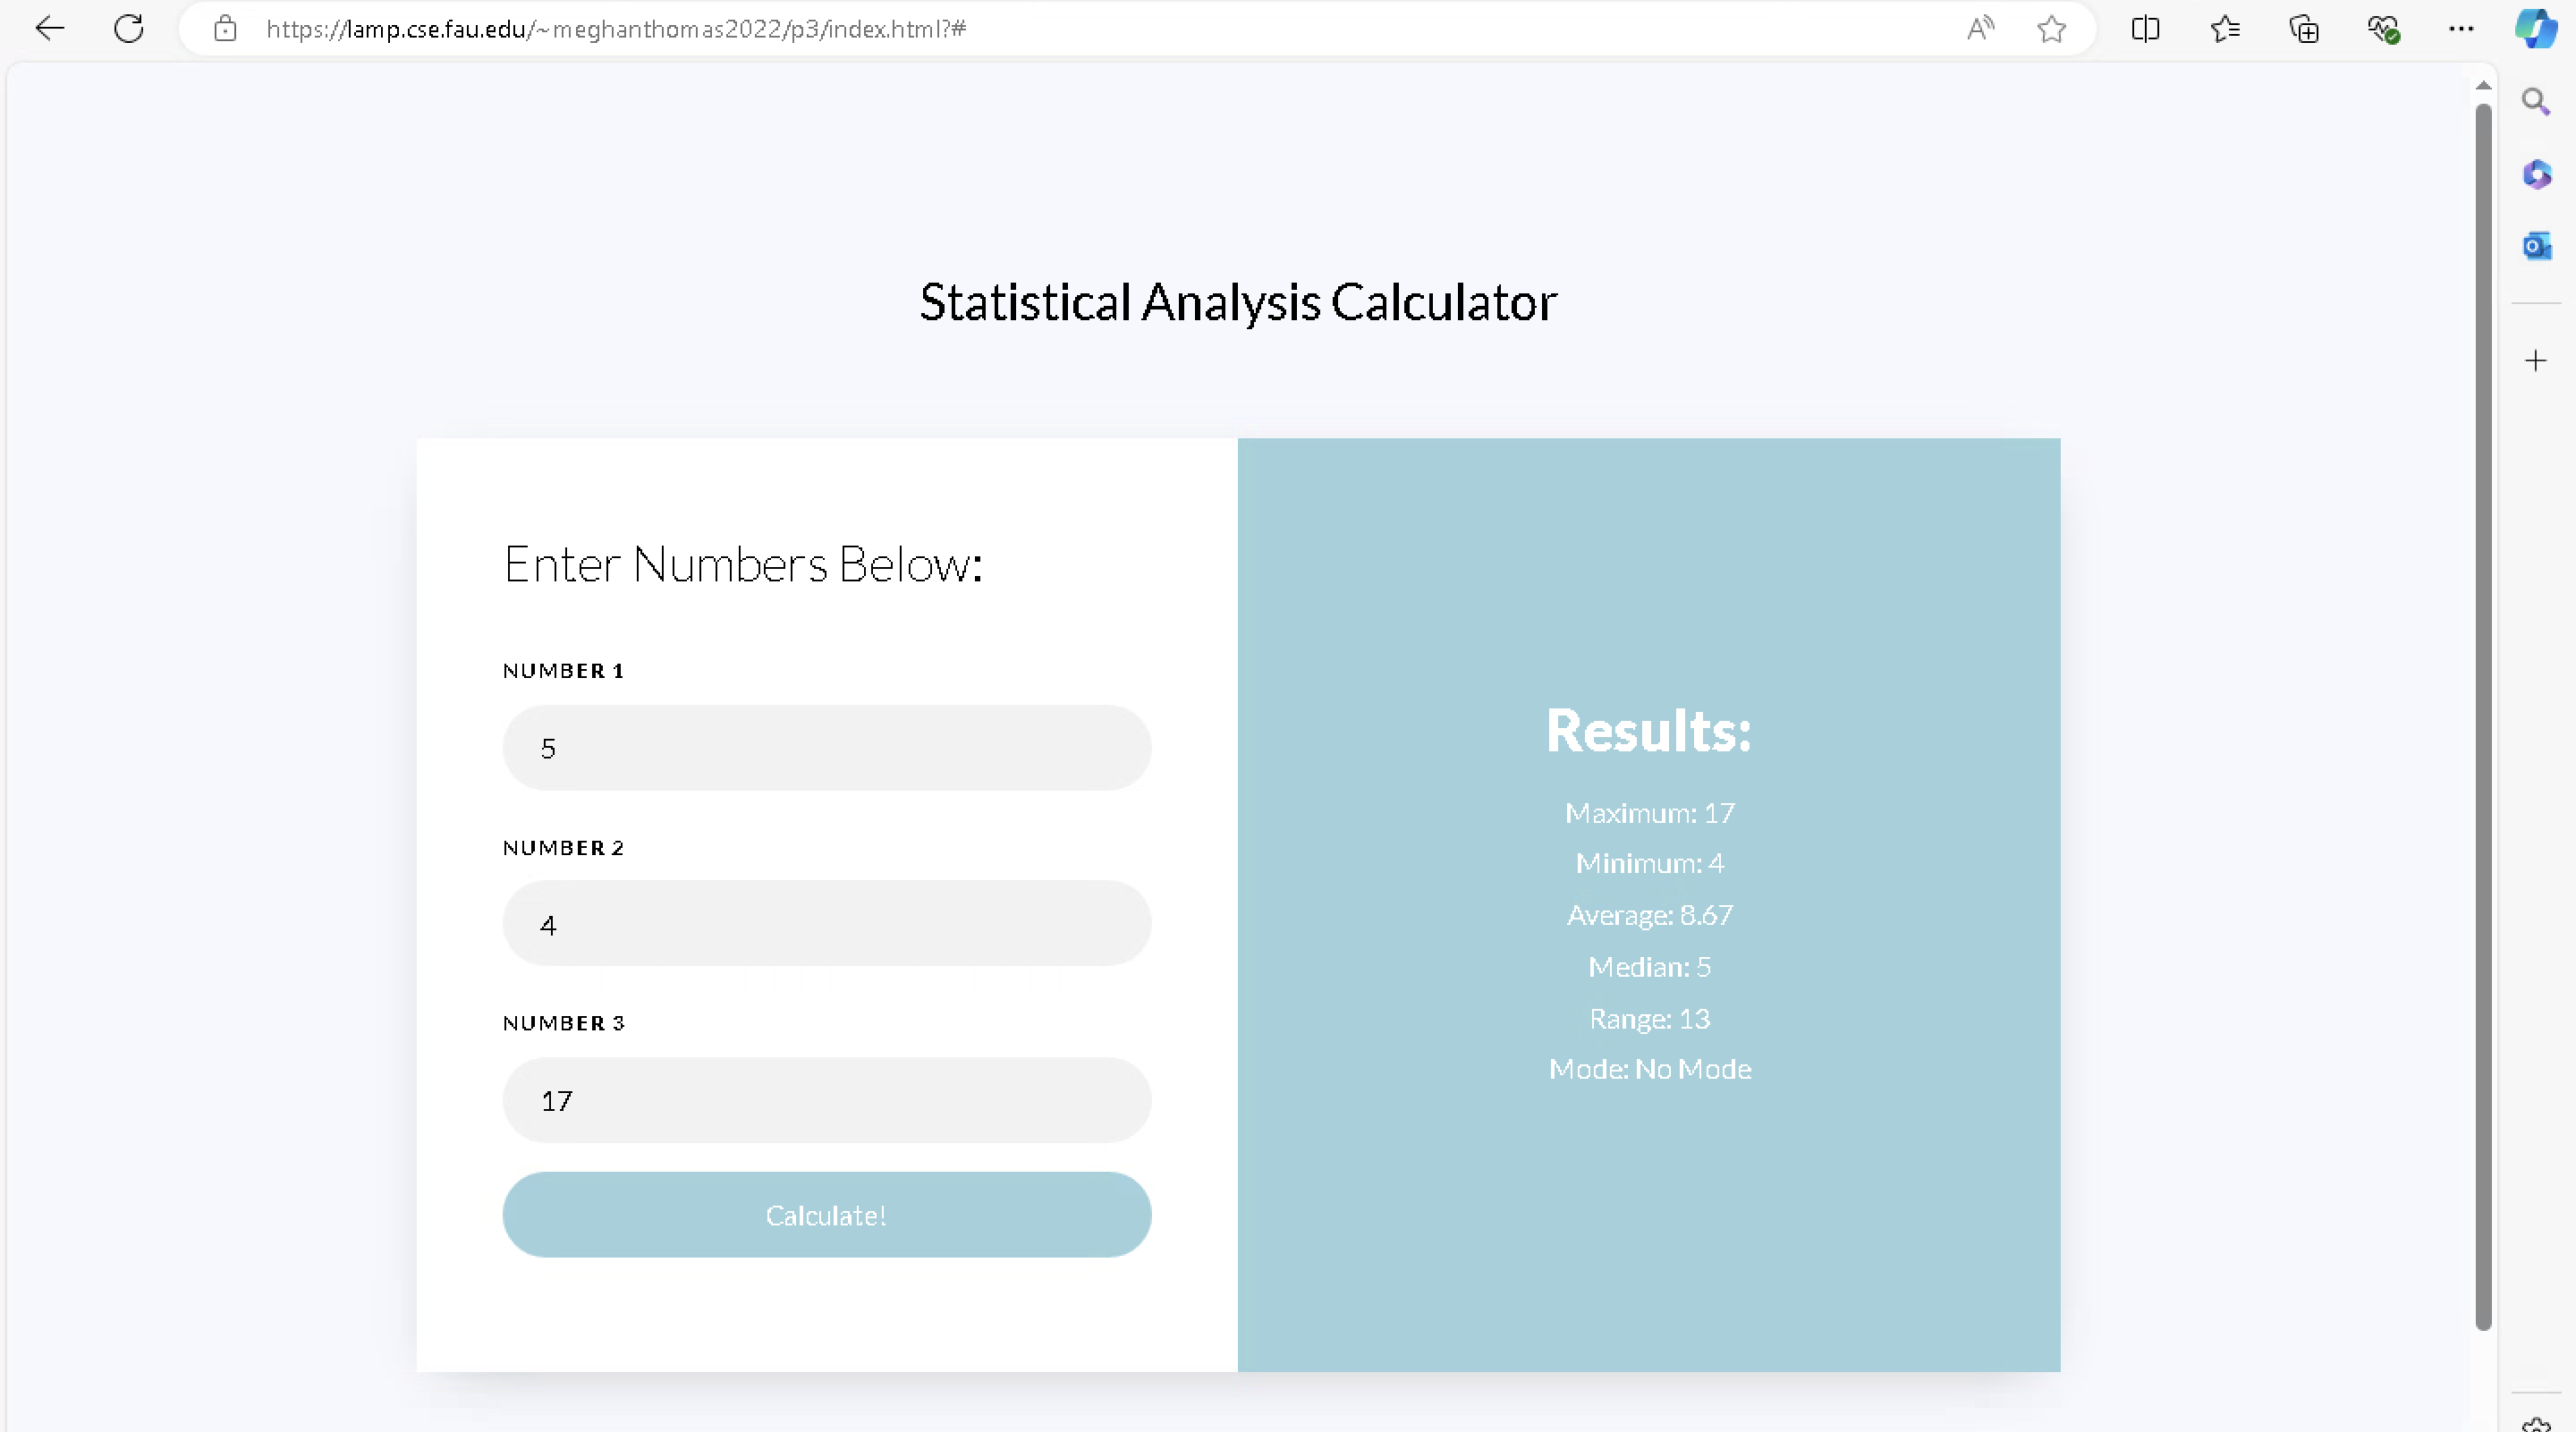 https://lamp.cse.fau.edu/~meghanthomas2022/p3/index.html?#
Statistical Analysis Calculator
Enter Numbers Below:
NUMBER 1
5
NUMBER 2
4
NUMBER 3
17
Calculate!
Results:
Maximum: 17
Minimum: 4
Average: 8.67
Median: 5
Range: 13
Mode: No Mode